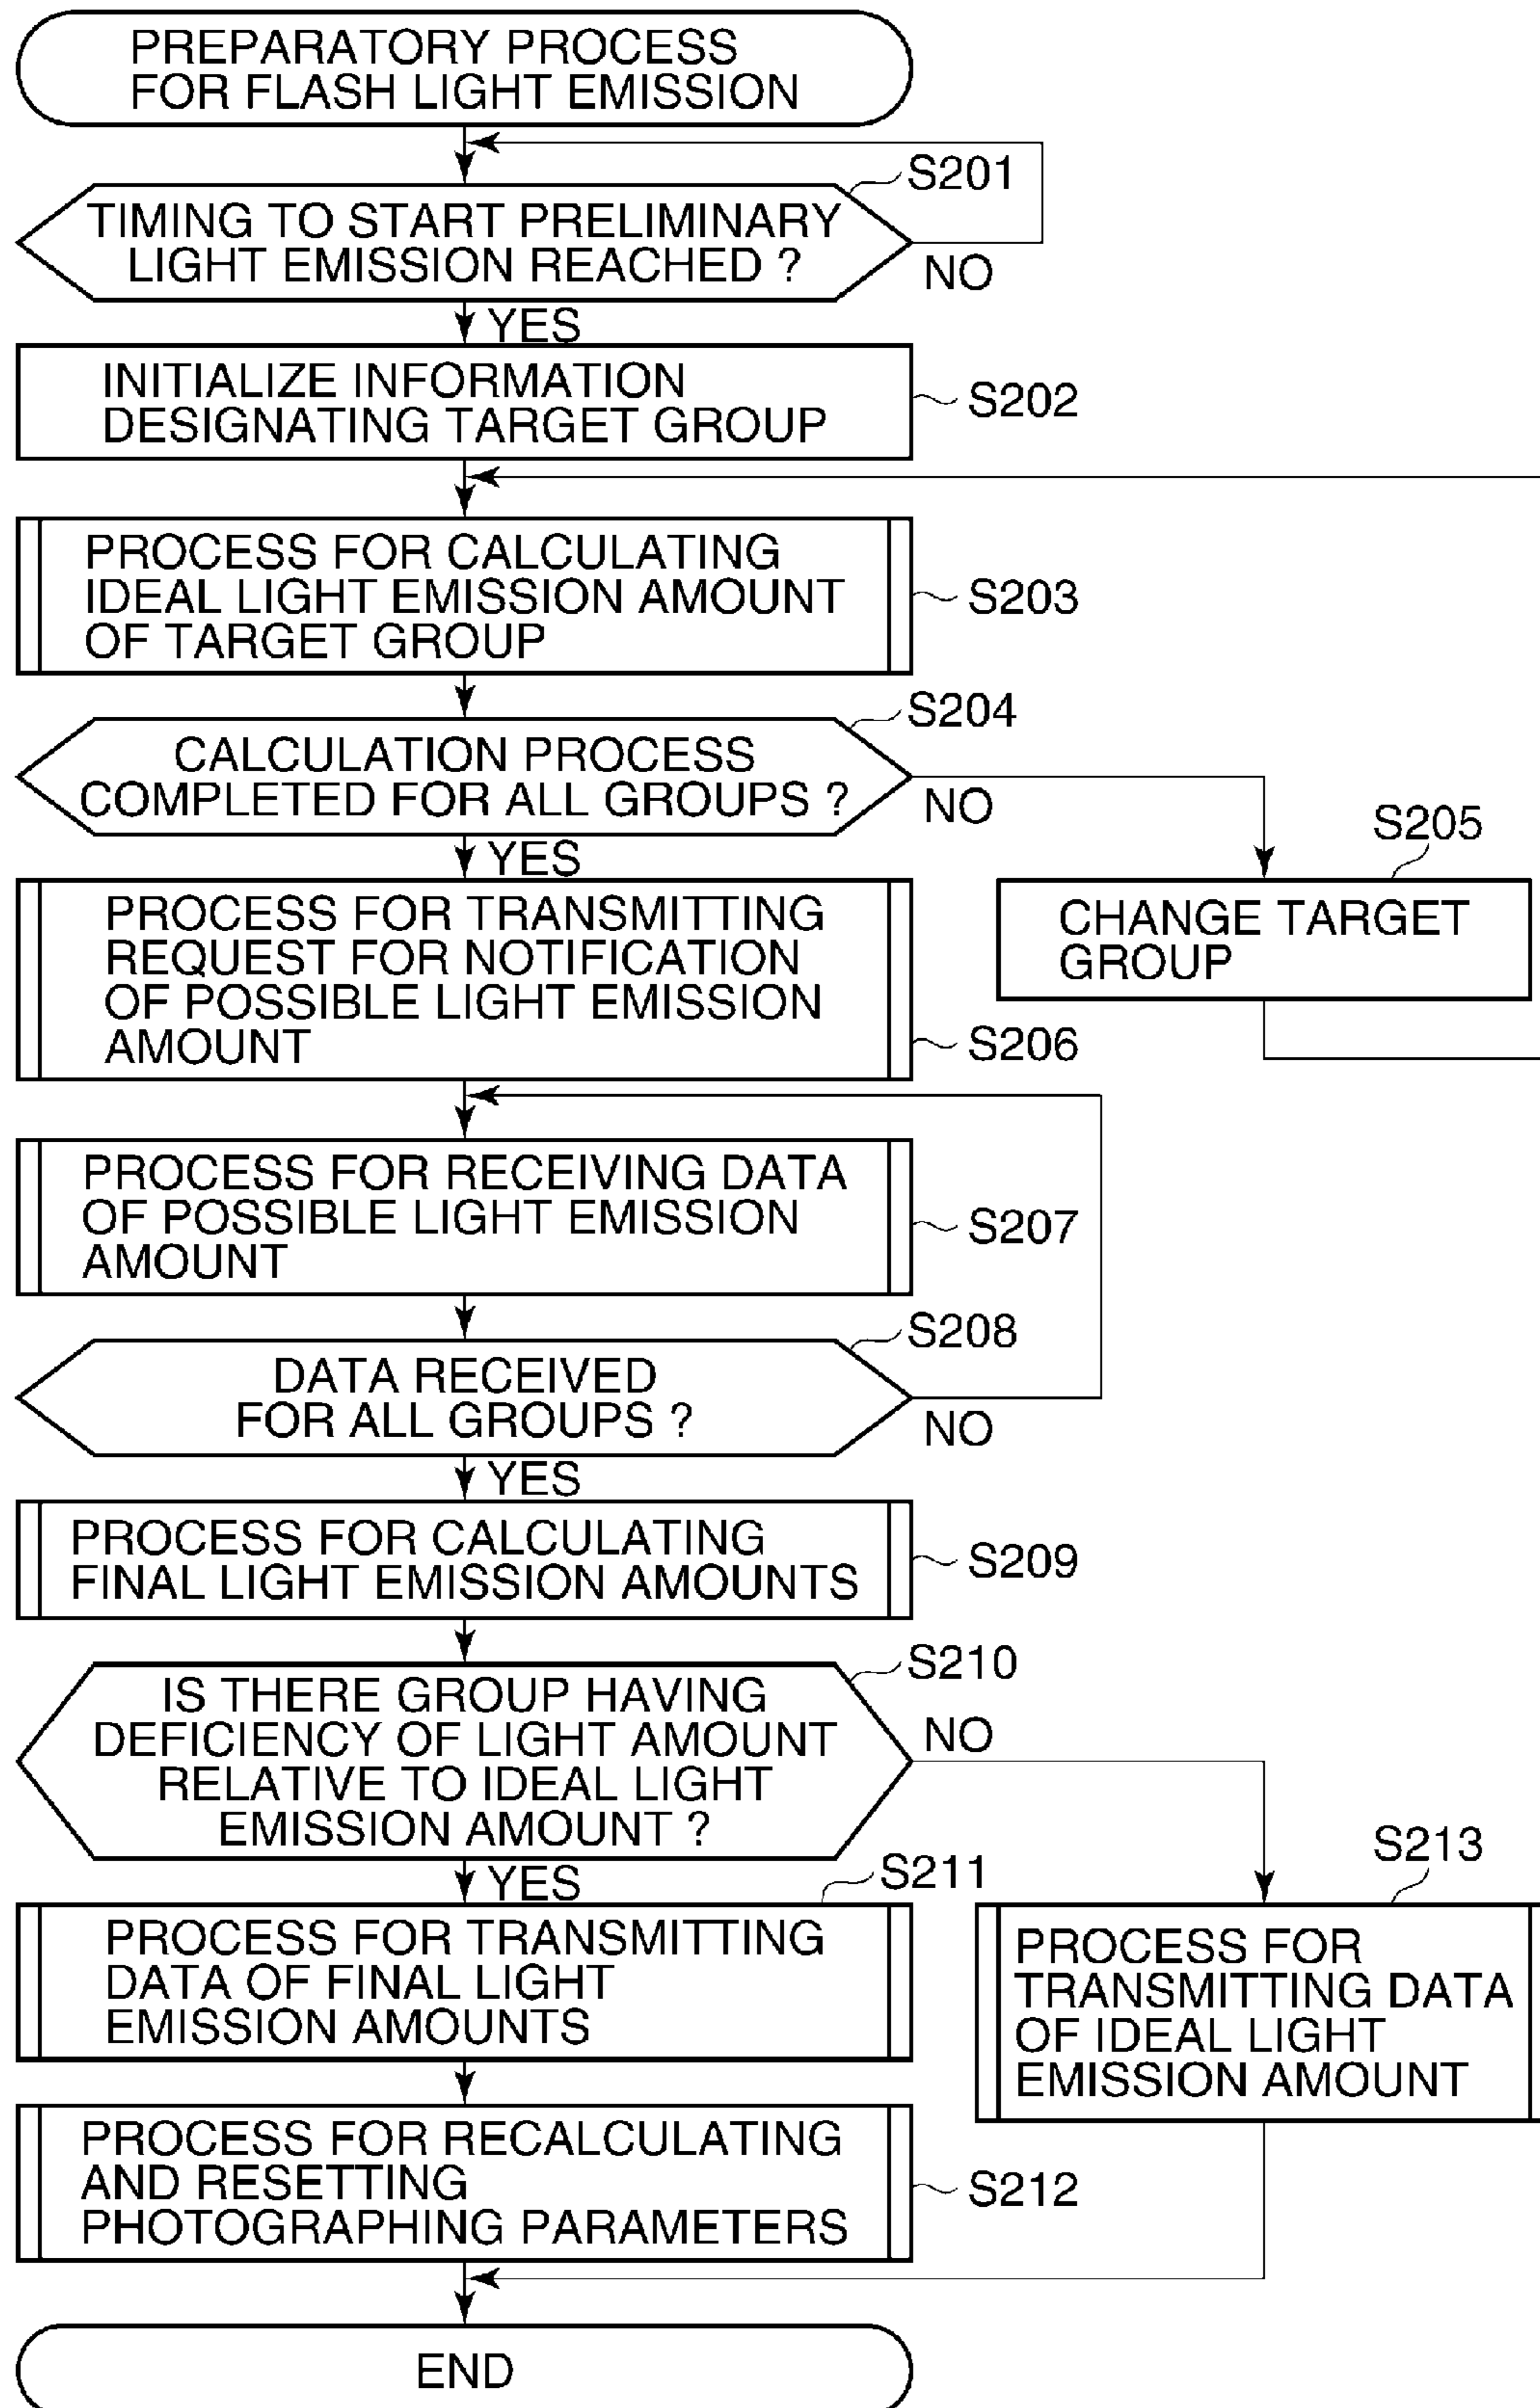 PREPARATORY PROCESS
FOR FLASH LIGHT EMISSION
S201
TIMING TO START PRELIMINARY
LIGHT EMISSION REACHED ?
NO
YES
INITIALIZE INFORMATION
DESIGNATING TARGET GROUP
S202
PROCESS FOR CALCULATING
IDEAL LIGHT EMISSION AMOUNT
OF TARGET GROUP
S203
S204
CALCULATION PROCESS
COMPLETED FOR ALL GROUPS ?
NO
YES
S205
CHANGE TARGET
GROUP
PROCESS FOR TRANSMITTING
REQUEST FOR NOTIFICATION
OF POSSIBLE LIGHT EMISSION
AMOUNT
S206
PROCESS FOR RECEIVING DATA
OF POSSIBLE LIGHT EMISSION
AMOUNT
S207
S208
DATA RECEIVED
FOR ALL GROUPS ?
NO
YES
PROCESS FOR CALCULATING
FINAL LIGHT EMISSION AMOUNTS
S209
S210
IS THERE GROUP HAVING
DEFICIENCY OF LIGHT AMOUNT
RELATIVE TO IDEAL LIGHT
EMISSION AMOUNT ?
NO
YES
S211
PROCESS FOR TRANSMITTING
DATA OF FINAL LIGHT
EMISSION AMOUNTS
S213
PROCESS FOR
TRANSMITTING DATA
OF IDEAL LIGHT
EMISSION AMOUNT
PROCESS FOR RECALCULATING
AND RESETTING
PHOTOGRAPHING PARAMETERS
S212
END